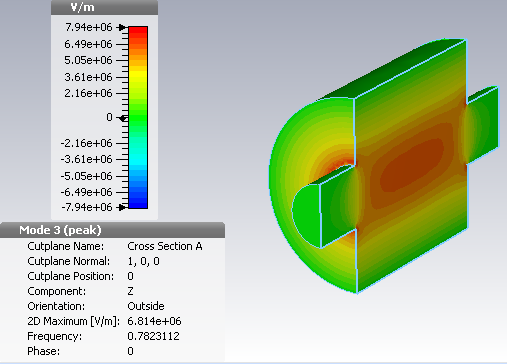 V/m
7.94e+06
6.49e+06
5.05e+06
3.61e+06
2.16e+06
0
-2.16e+06
-3.61e+06
-5.05e+06
-6.49e+06
-7.94e+06
Mode 3 (peak)
Cutplane Name: Cross Section A
Cutplane Normal: 1, 0, 0
Cutplane Position: 0
Component: Z
Orientation: Outside
2D Maximum [V/m]: 6.814e+06
Frequency: 0.7823112
Phase: 0